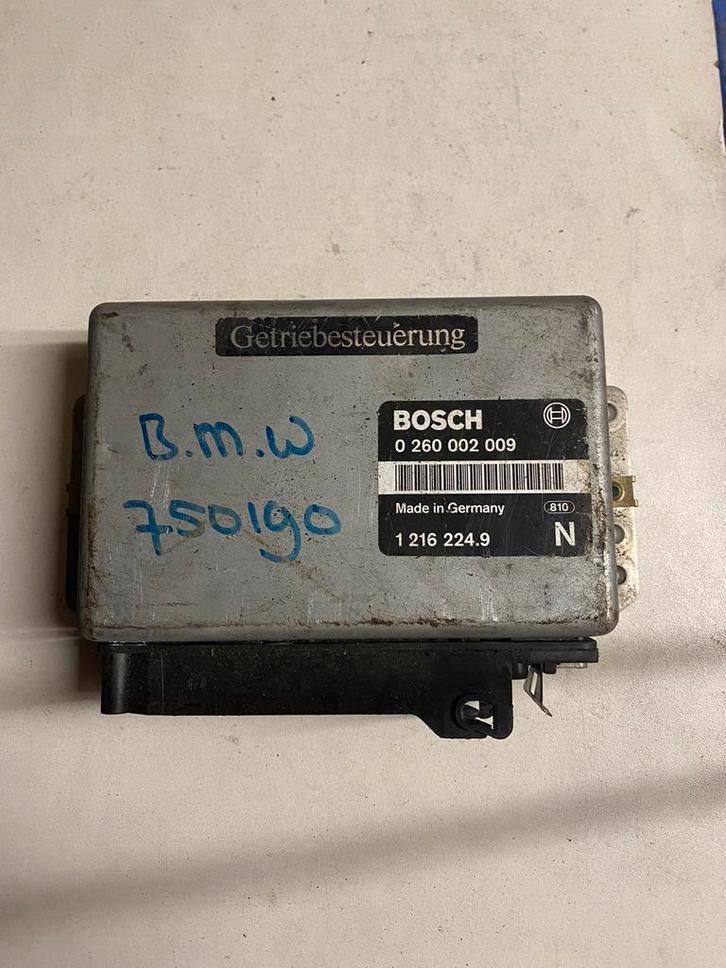 Getriebesteuerung
B.M.W
750190
BOSCH
0 260 002 009
Made in Germany
810
1 216 224.9
N